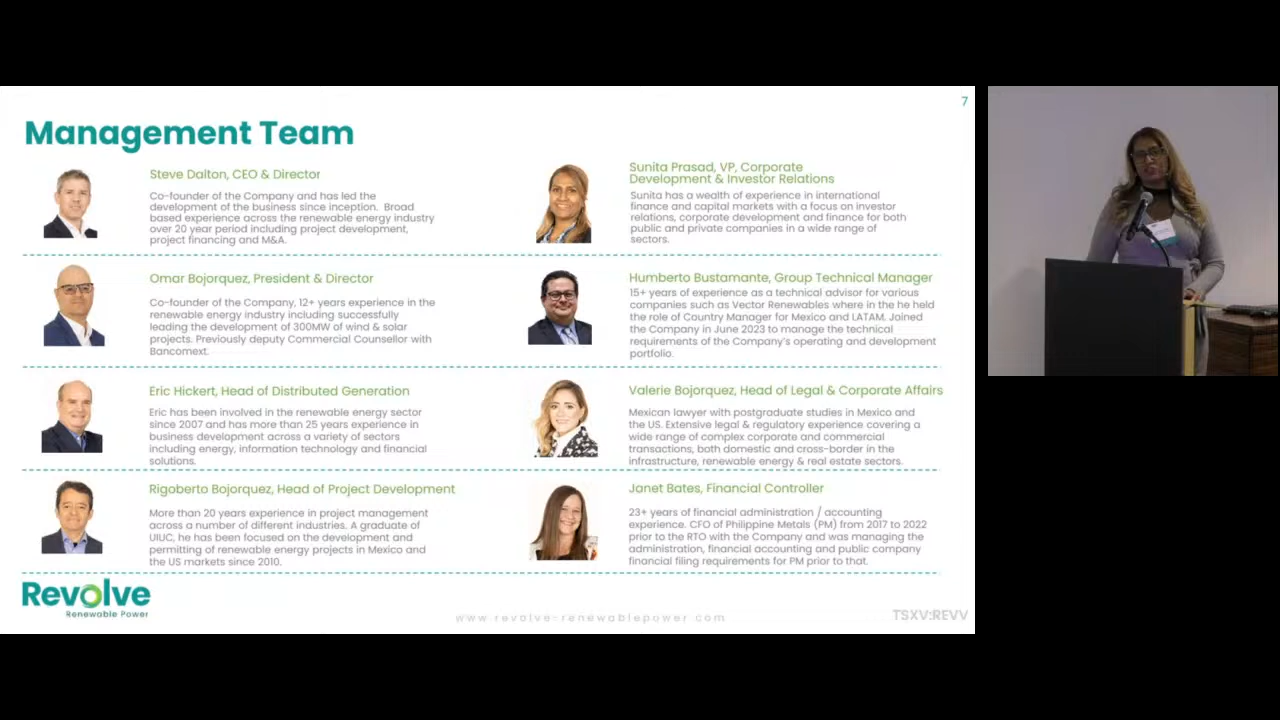 7
Management Team
Steve Dalton, CEO & Director
Co-founder of the Company and has led the
development of the business since inception. Broad
based experience across the renewable energy industry
over 20 year period including project development,
project financing and M&A.
Omar Bojorquez, President & Director
Co-founder of the Company, 12+ years experience in the
renewable energy industry including successfully
leading the development of 300MW of wind & solar
projects. Previously deputy Commercial Counsellor with
Bancomext.
Eric Hickert, Head of Distributed Generation
Eric has been involved in the renewable energy sector
since 2007 and has more than 25 years experience in
business development across a variety of sectors
including energy, information technology and financial
solutions.
Rigoberto Bojorquez, Head of Project Development
More than 20 years experience in project management
across a number of different industries. A graduate of
UIUC, he has been focused on the development and
permitting of renewable energy projects in Mexico and
the US markets since 2010.
Sunita Prasad, VP, Corporate
Development & Investor Relations
Sunita has a wealth of experience in international
finance and capital markets with a focus on investor
relations, corporate development and finance for both
public and private companies in a wide range of
sectors.
Humberto Bustamante, Group Technical Manager
15+ years of experience as a technical advisor for various
companies such as Vector Renewables where in the he held
the role of Country Manager for Mexico and LATAM. Joined
the Company in June 2023 to manage the technical
requirements of the Company's operating and development
portfolio.
Valerie Bojorquez, Head of Legal & Corporate Affairs
Mexican lawyer with postgraduate studies in Mexico and
the US. Extensive legal & regulatory experience covering a
wide range of complex corporate and commercial
transactions, both domestic and cross-border in the
infrastructure, renewable energy & real estate sectors.
Janet Bates, Financial Controller
23+ years of financial administration / accounting
experience. CFO of Philippine Metals (PM) from 2017 to 2022
prior to the RTO with the Company and was managing the
administration, financial accounting and public company
financial filing requirements for PM prior to that.
Revolve
Renewable Power
www.revolve-renewablepower.com
TSXV:REVV